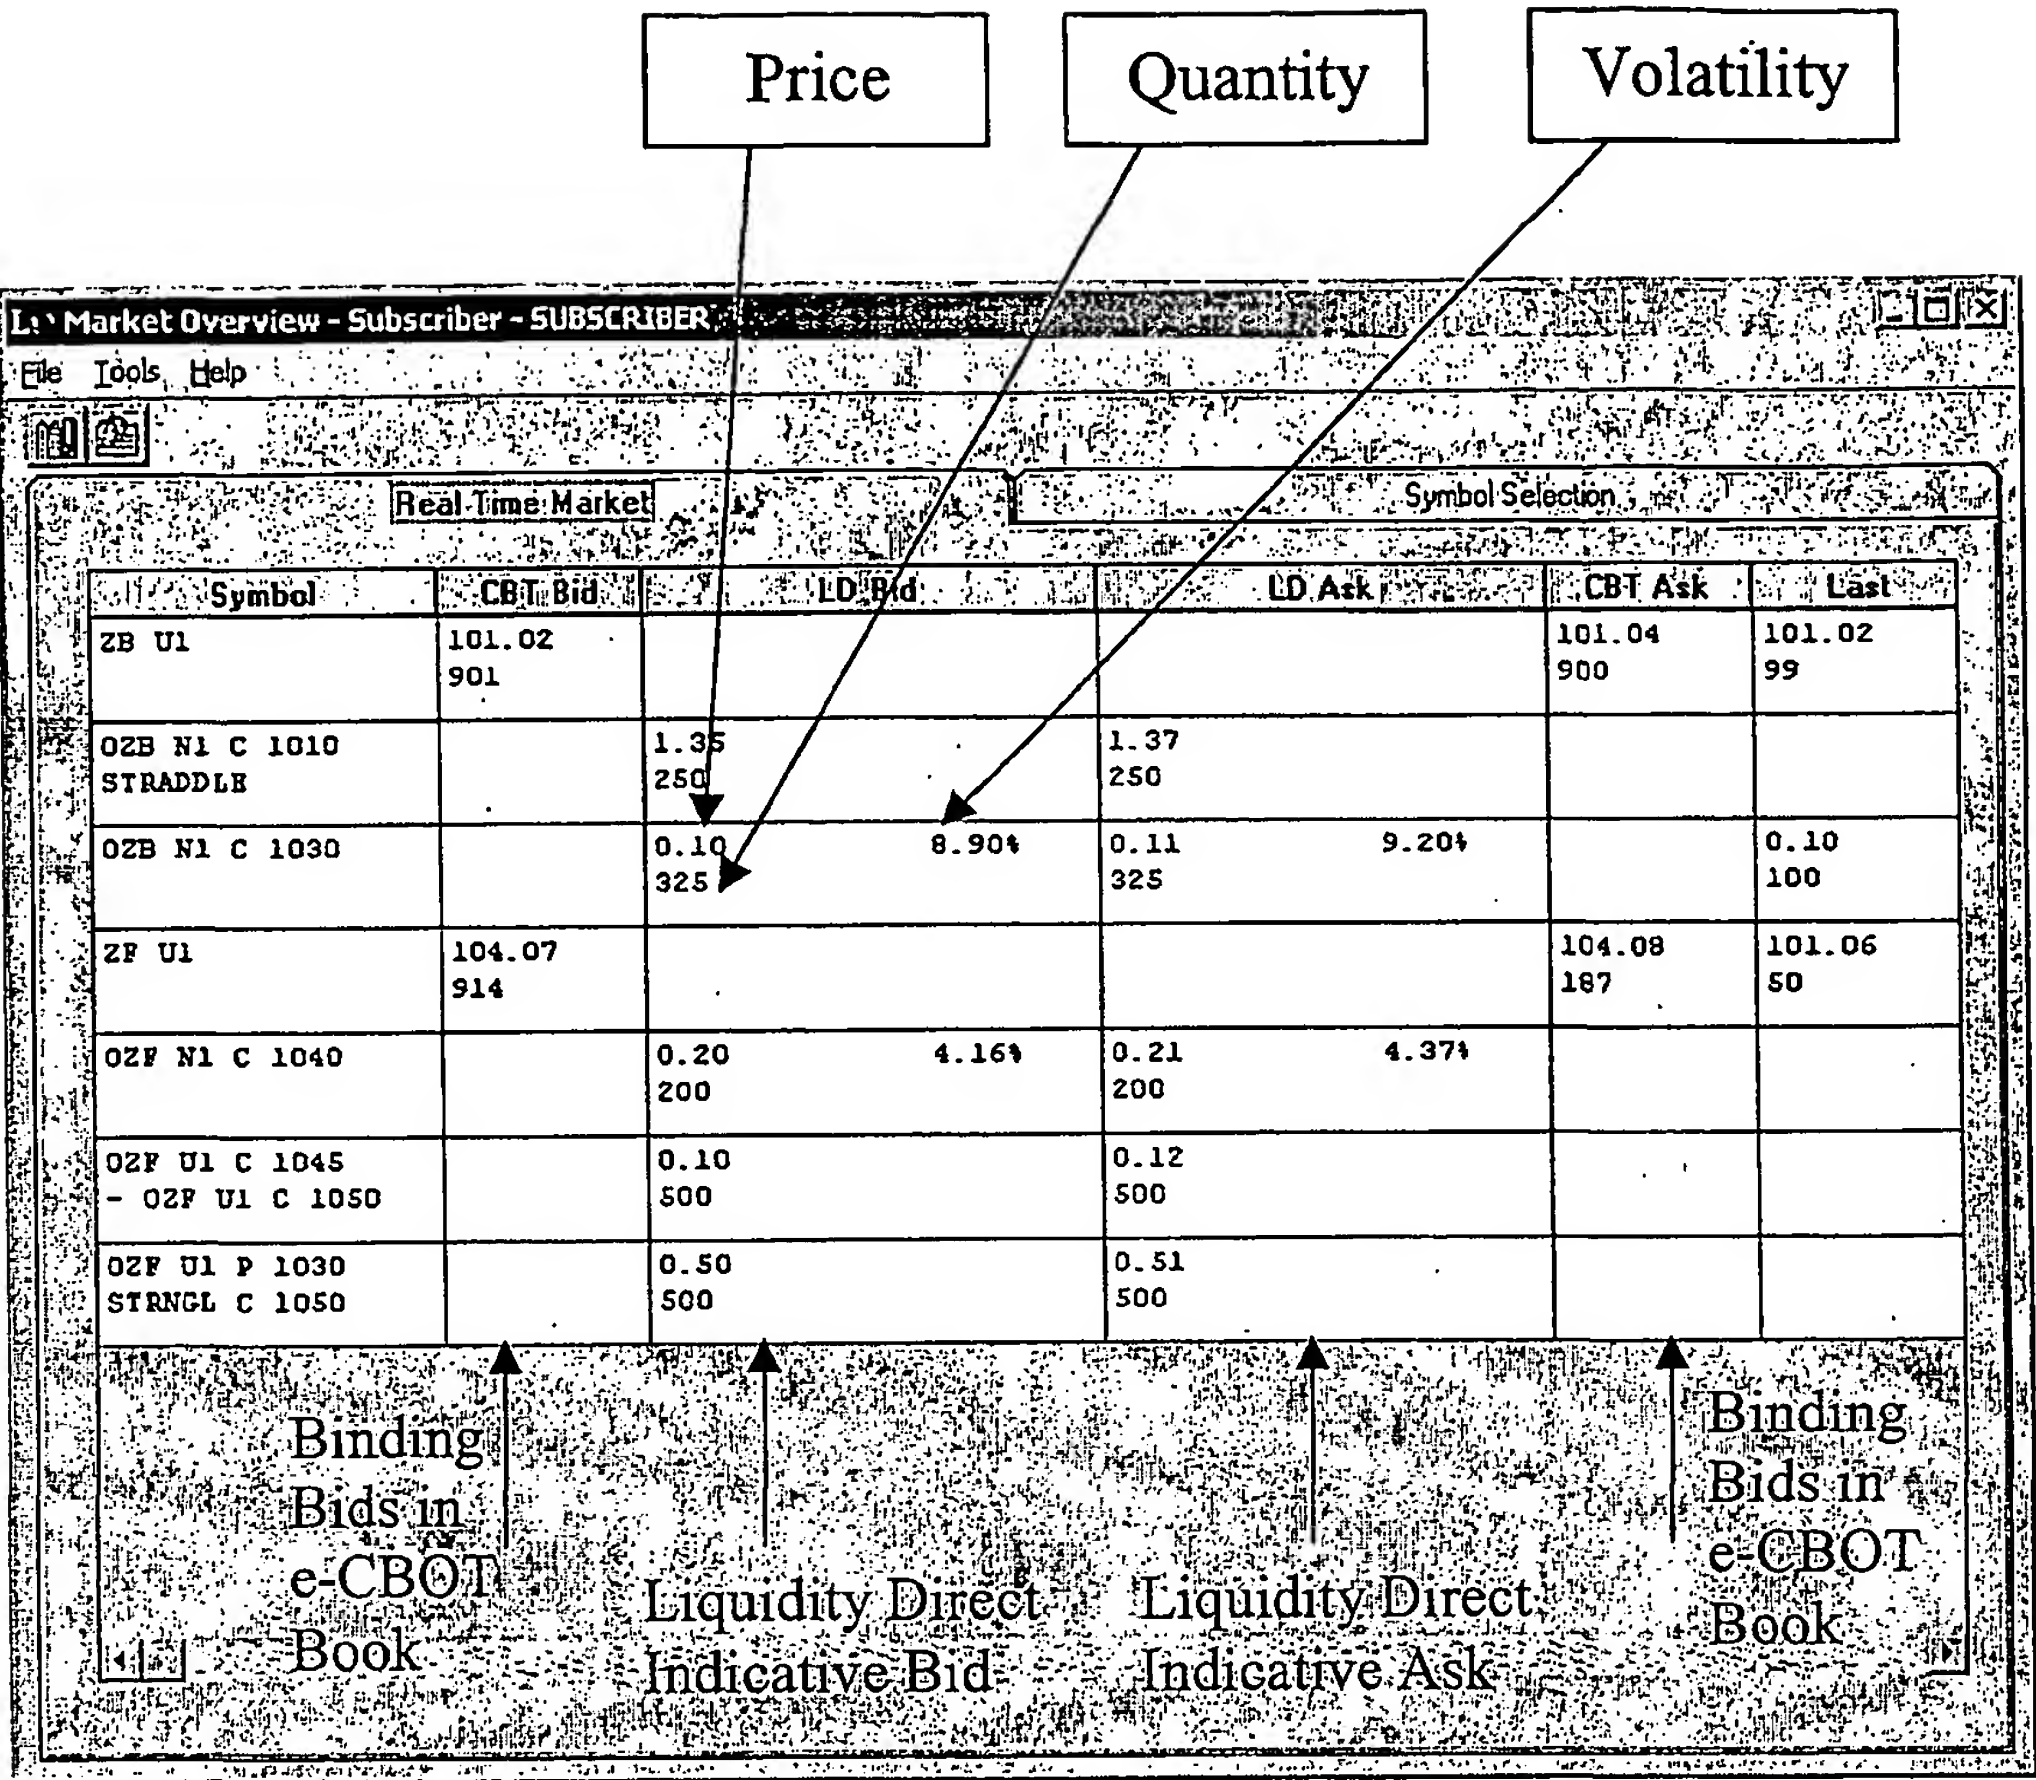 Price Quantity Volatility
Market Overview - Subscriber - SUBSCRIBER
File Tools Help
Real-Time Market Symbol Selection
Symbol CBT Bid LD Bid LD Ask CBT Ask Last
ZB U1 101.02 101.04 101.02
901 900 99
OZB N1 C 1010 1.35 1.37
STRADDLE 250 250
OZB N1 C 1030 0.10 8.90% 0.11 9.20% 0.10
325 325 100
ZF U1 104.07 104.08 101.06
914 187 50
OZF N1 C 1040 0.20 4.16% 0.21 4.37%
200 200
OZF U1 C 1045 0.10 0.12
- OZF U1 C 1050 500 500
OZF U1 P 1030 0.50 0.51
STRNGL C 1050 500 500
Binding
Bids in
e-CBOT
Book
Liquidity Direct
Indicative Bid
Liquidity Direct
Indicative Ask
Binding
Bids in
e-CBOT
Book